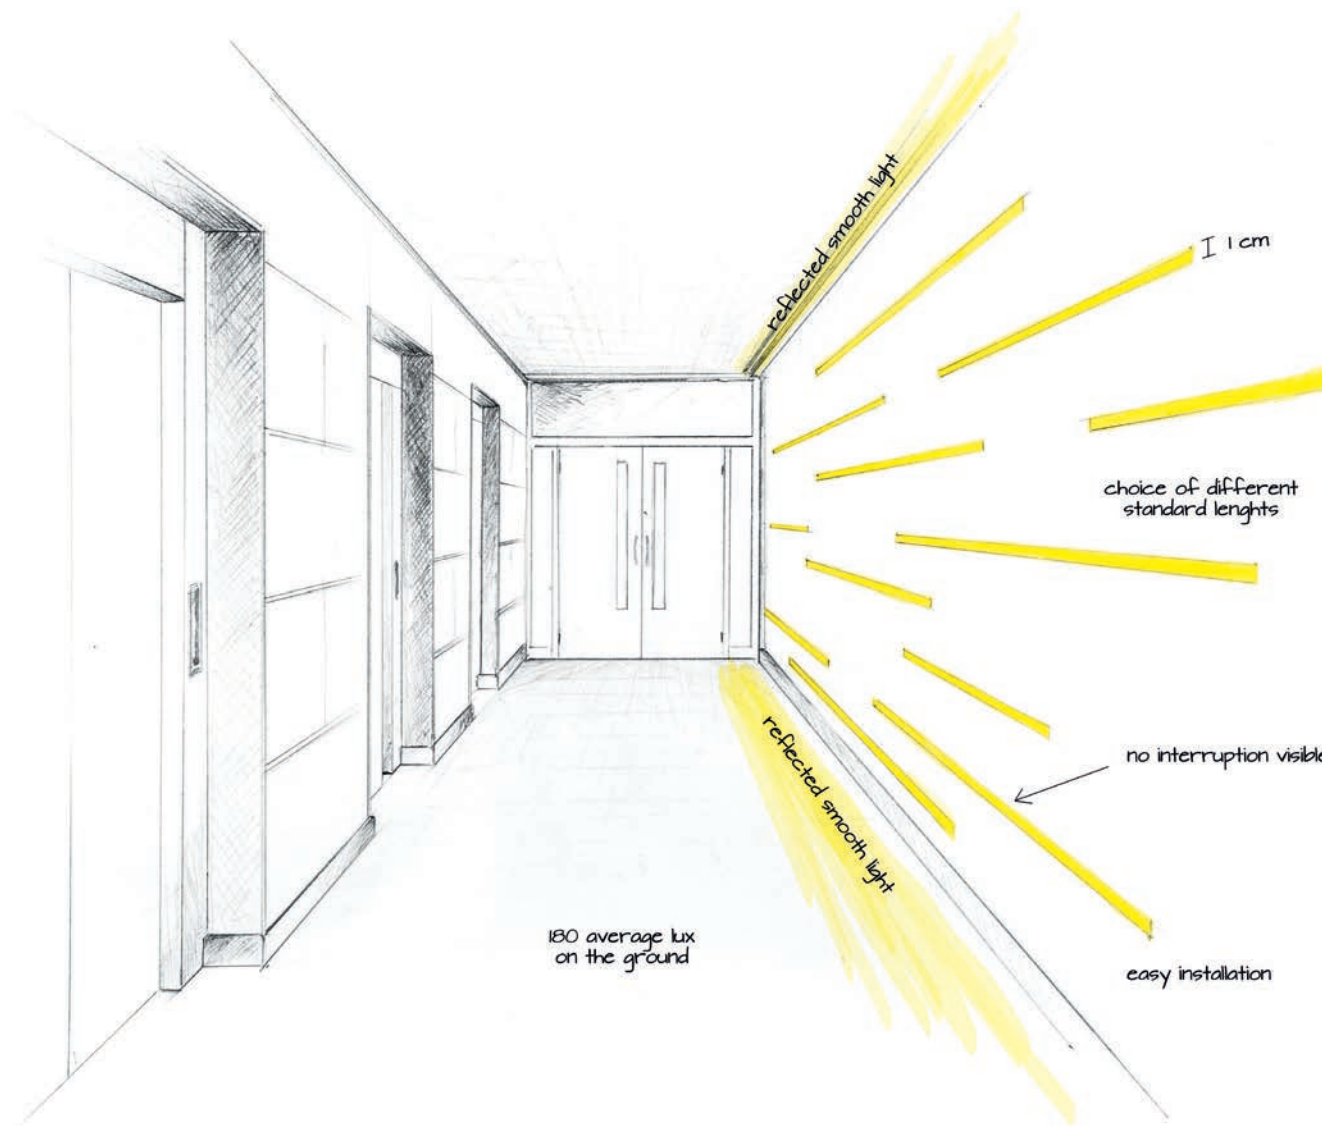 reflected smooth light
I 1 cm
choice of different
standard lenghts
no interruption visible
reflected smooth light
180 average lux
on the ground
easy installation